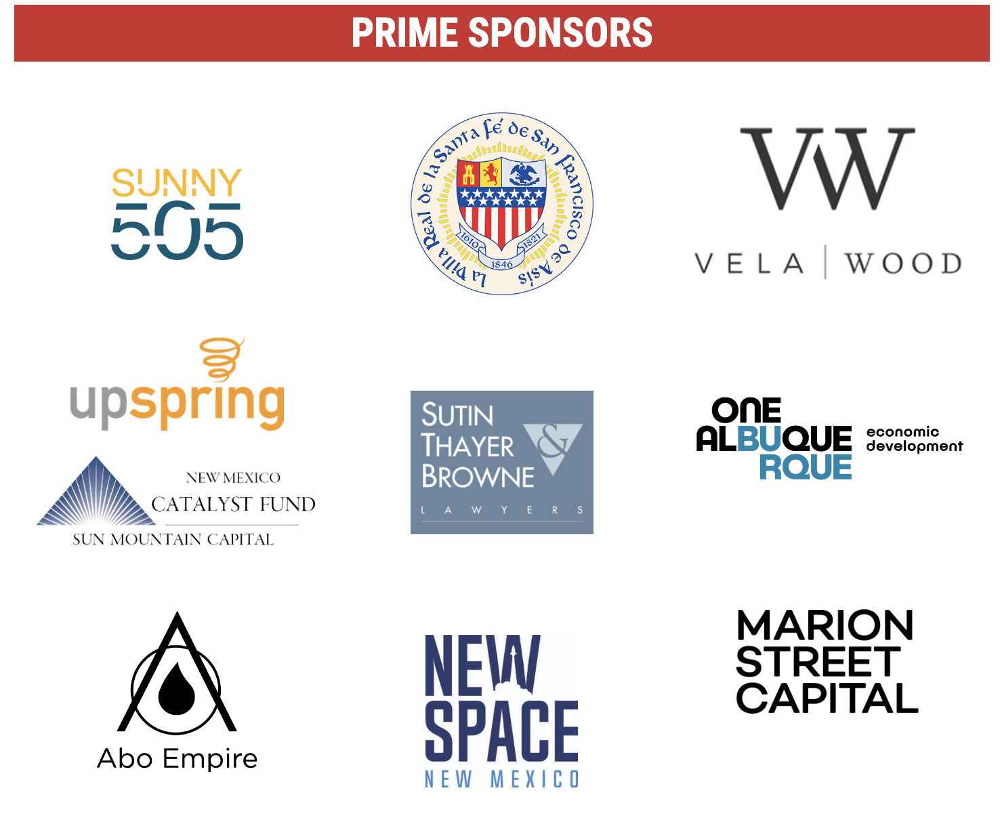 PRIME SPONSORS
SUNNY
505
La Villa Real de la Santa Fé de San Francisco de Asís
1610
1846
1821
VW
VELA | WOOD
upspring
NEW MEXICO
CATALYST FUND
SUN MOUNTAIN CAPITAL
SUTIN
THAYER
&
BROWNE
LAWYERS
ONE
ALBUQUE
RQUE
economic
development
Abo Empire
NEW
SPACE
NEW MEXICO
MARION
STREET
CAPITAL